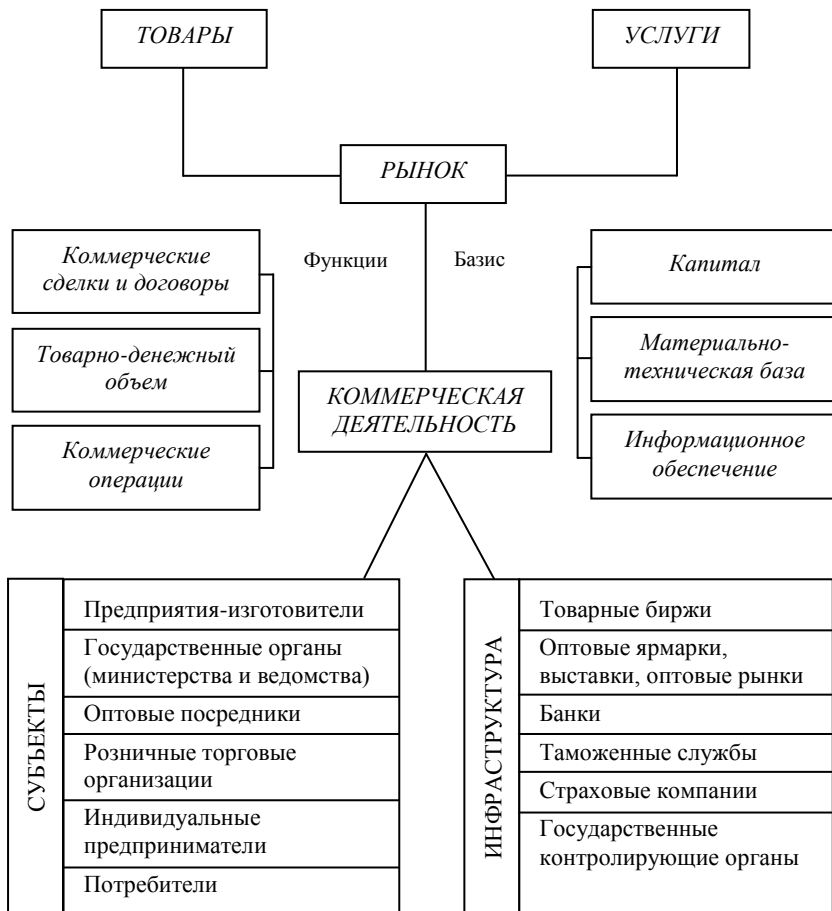 ТОВАРЫ
УСЛУГИ
РЫНОК
Коммерческие
сделки и договоры
Товарно-денежный
объем
Коммерческие
операции
Функции
Базис
Капитал
Материально-
техническая база
Информационное
обеспечение
КОММЕРЧЕСКАЯ
ДЕЯТЕЛЬНОСТЬ
СУБЪЕКТЫ
Предприятия-изготовители
Государственные органы
(министерства и ведомства)
Оптовые посредники
Розничные торговые
организации
Индивидуальные
предприниматели
Потребители
ИНФРАСТРУКТУРА
Товарные биржи
Оптовые ярмарки,
выставки, оптовые рынки
Банки
Таможенные службы
Страховые компании
Государственные
контролирующие органы